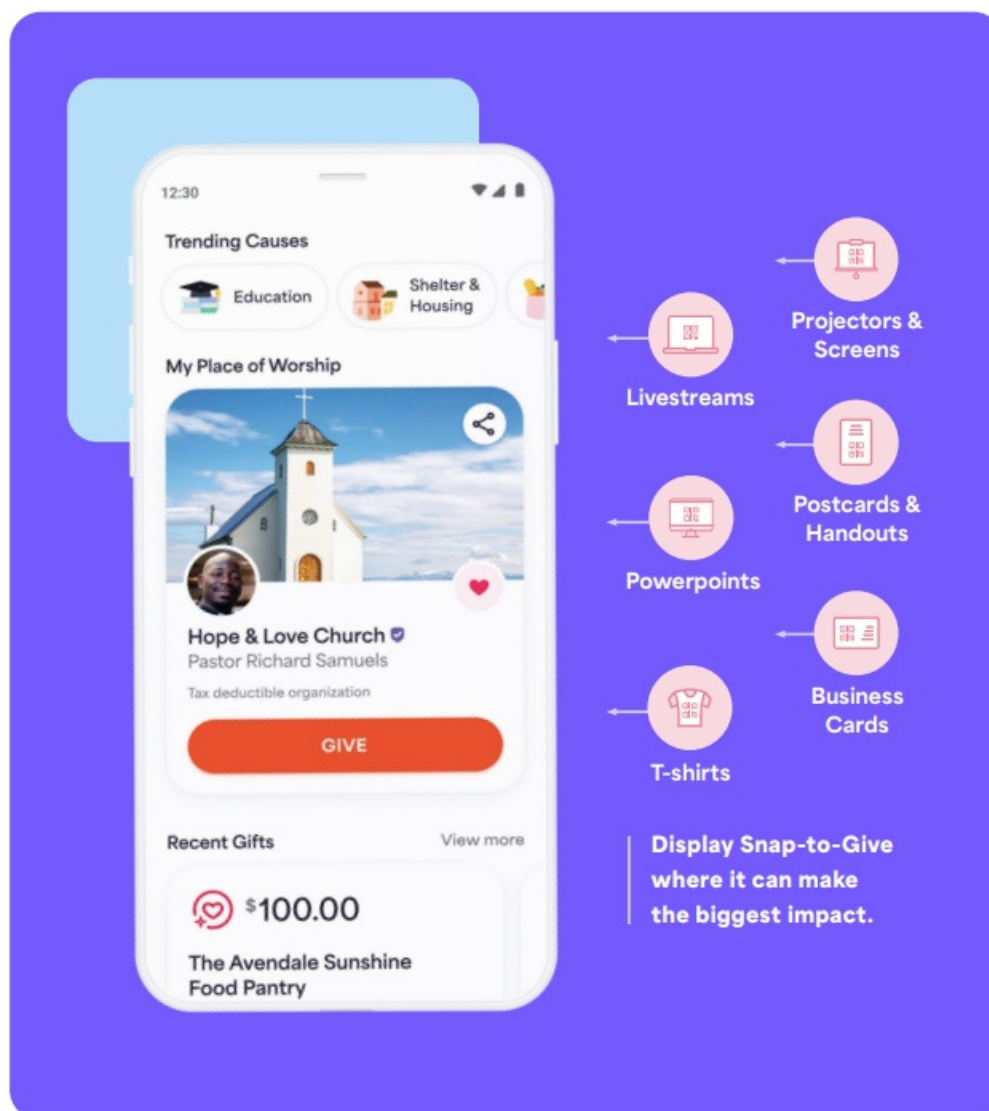 12:30
Trending Causes
Education
Shelter &
Housing
My Place of Worship
Hope & Love Church
Pastor Richard Samuels
Tax deductible organization
GIVE
Recent Gifts
View more
$100.00
The Avendale Sunshine
Food Pantry
Projectors &
Screens
Livestreams
Postcards &
Handouts
Powerpoints
Business
Cards
T-shirts
Display Snap-to-Give
where it can make
the biggest impact.